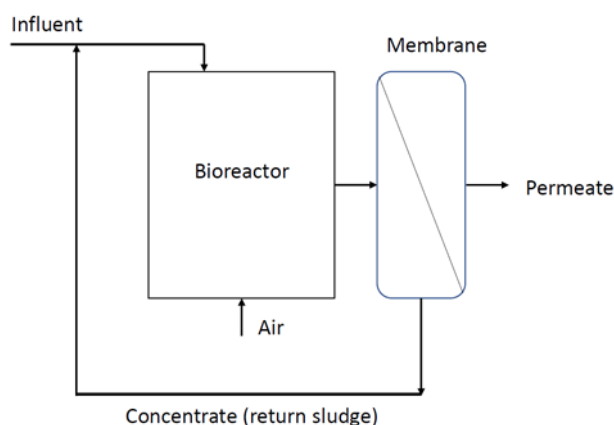 Influent
Membrane
Bioreactor
Permeate
Air
Concentrate (return sludge)